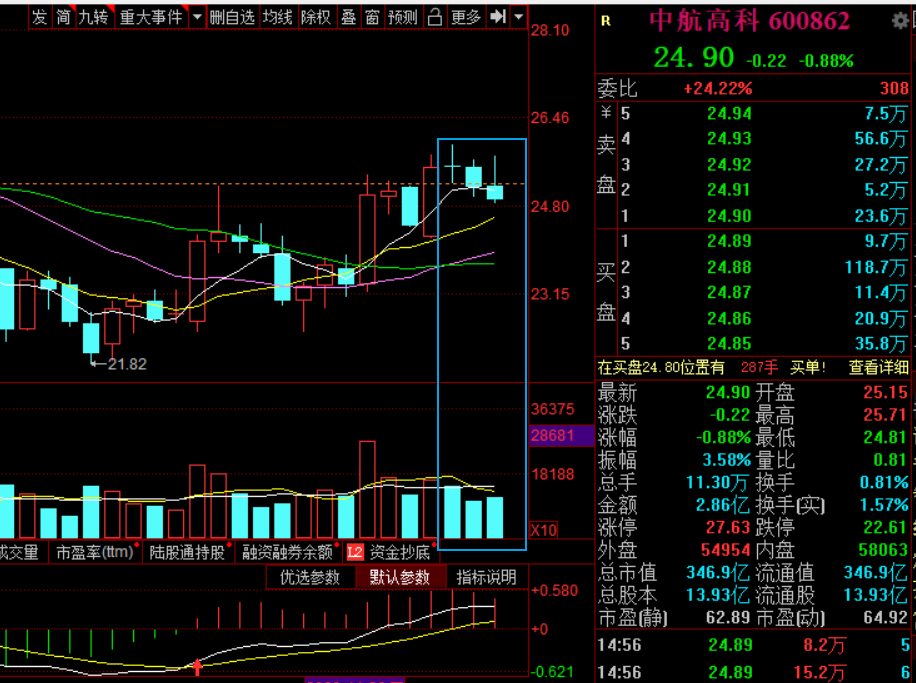 发 简 九转 重大事件 删自选 均线 除权 叠 窗 预测 更多
28.10
26.46
24.80
23.15
←21.82
36375
28681
18188
X10
成交量 市盈率(ttm) 陆股通持股 融资融券余额 L2 资金抄底
优选参数 默认参数 指标说明
+0.580
+0
-0.621
R 中航高科 600862
24.90 -0.22 -0.88%
委比 +24.22% 308
¥ 5 24.94 7.5万
卖盘
4 24.93 56.6万
3 24.92 27.2万
2 24.91 5.2万
1 24.90 23.6万
1 24.89 9.7万
买盘
2 24.88 118.7万
3 24.87 11.4万
4 24.86 20.9万
5 24.85 35.8万
在买盘24.80位置有 287手 买单! 查看详细
最新 24.90 开盘 25.15
涨跌 -0.22 最高 25.71
涨幅 -0.88% 最低 24.81
振幅 3.58% 量比 0.81
总手 11.30万 换手 0.81%
金额 2.86亿 换手(实) 1.57%
涨停 27.63 跌停 22.61
外盘 54954 内盘 58063
总市值 346.9亿 流通值 346.9亿
总股本 13.93亿 流通股 13.93亿
市盈(静) 62.89 市盈(动) 64.92
14:56 24.89 8.2万 5
14:56 24.89 15.2万 6